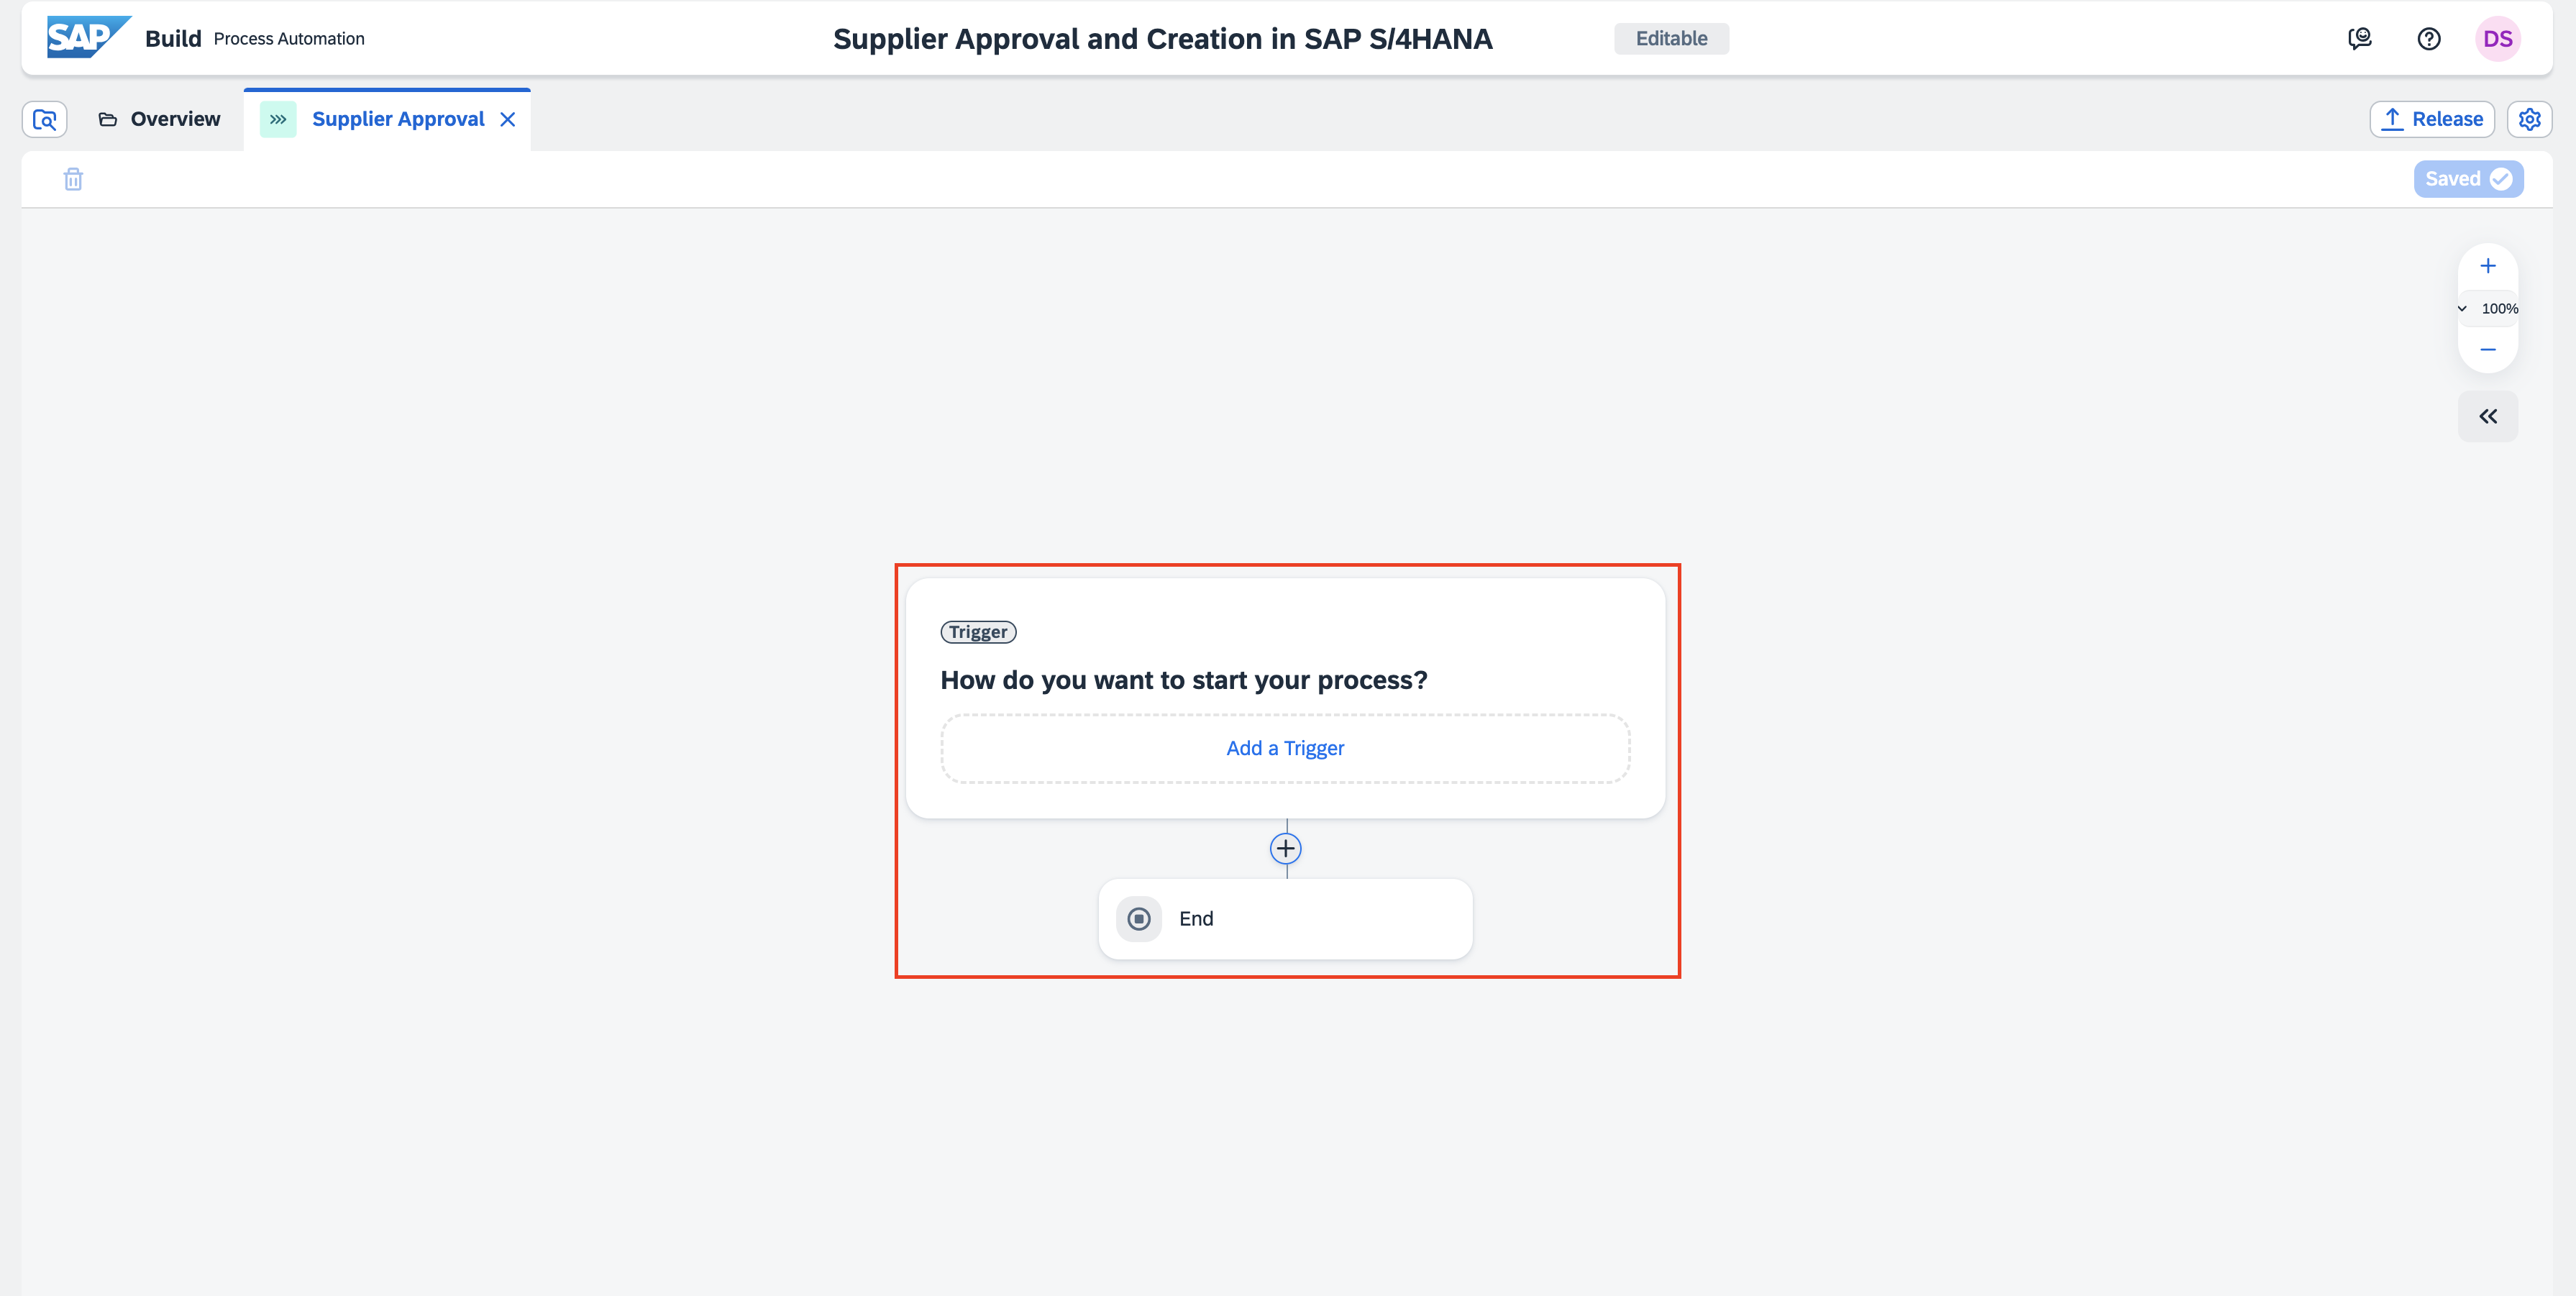 SAP Build Process Automation
Supplier Approval and Creation in SAP S/4HANA
Editable
DS
Overview
Supplier Approval
Release
Saved
100%
Trigger
How do you want to start your process?
Add a Trigger
End